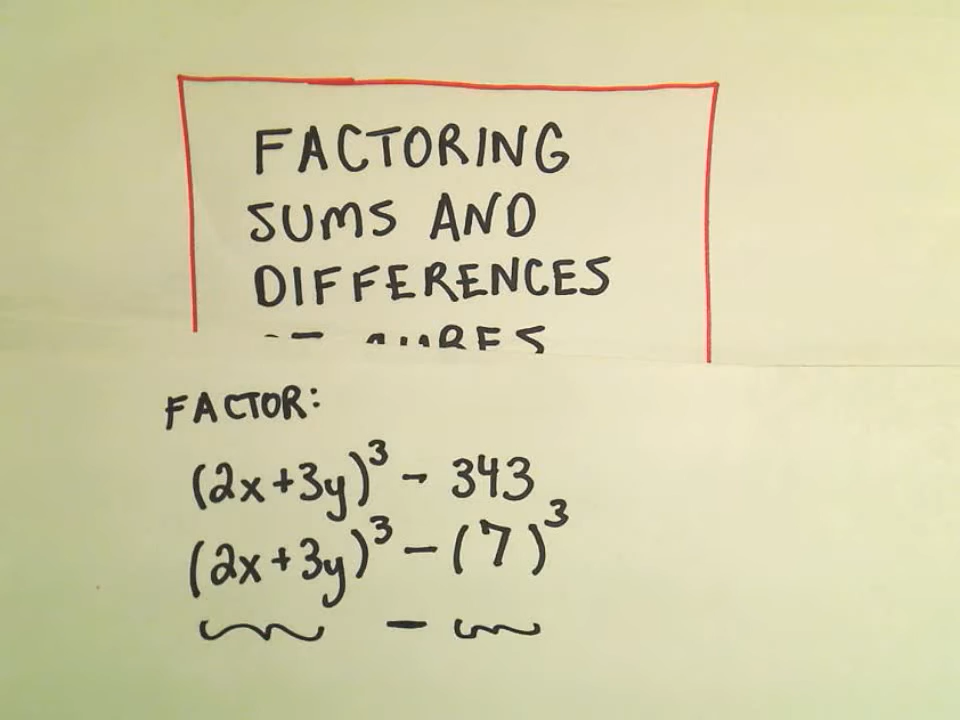 FACTORING
SUMS AND
DIFFERENCES
FACTOR:
(2x+3y)³ - 343
(2x+3y)³ - (7)³
-